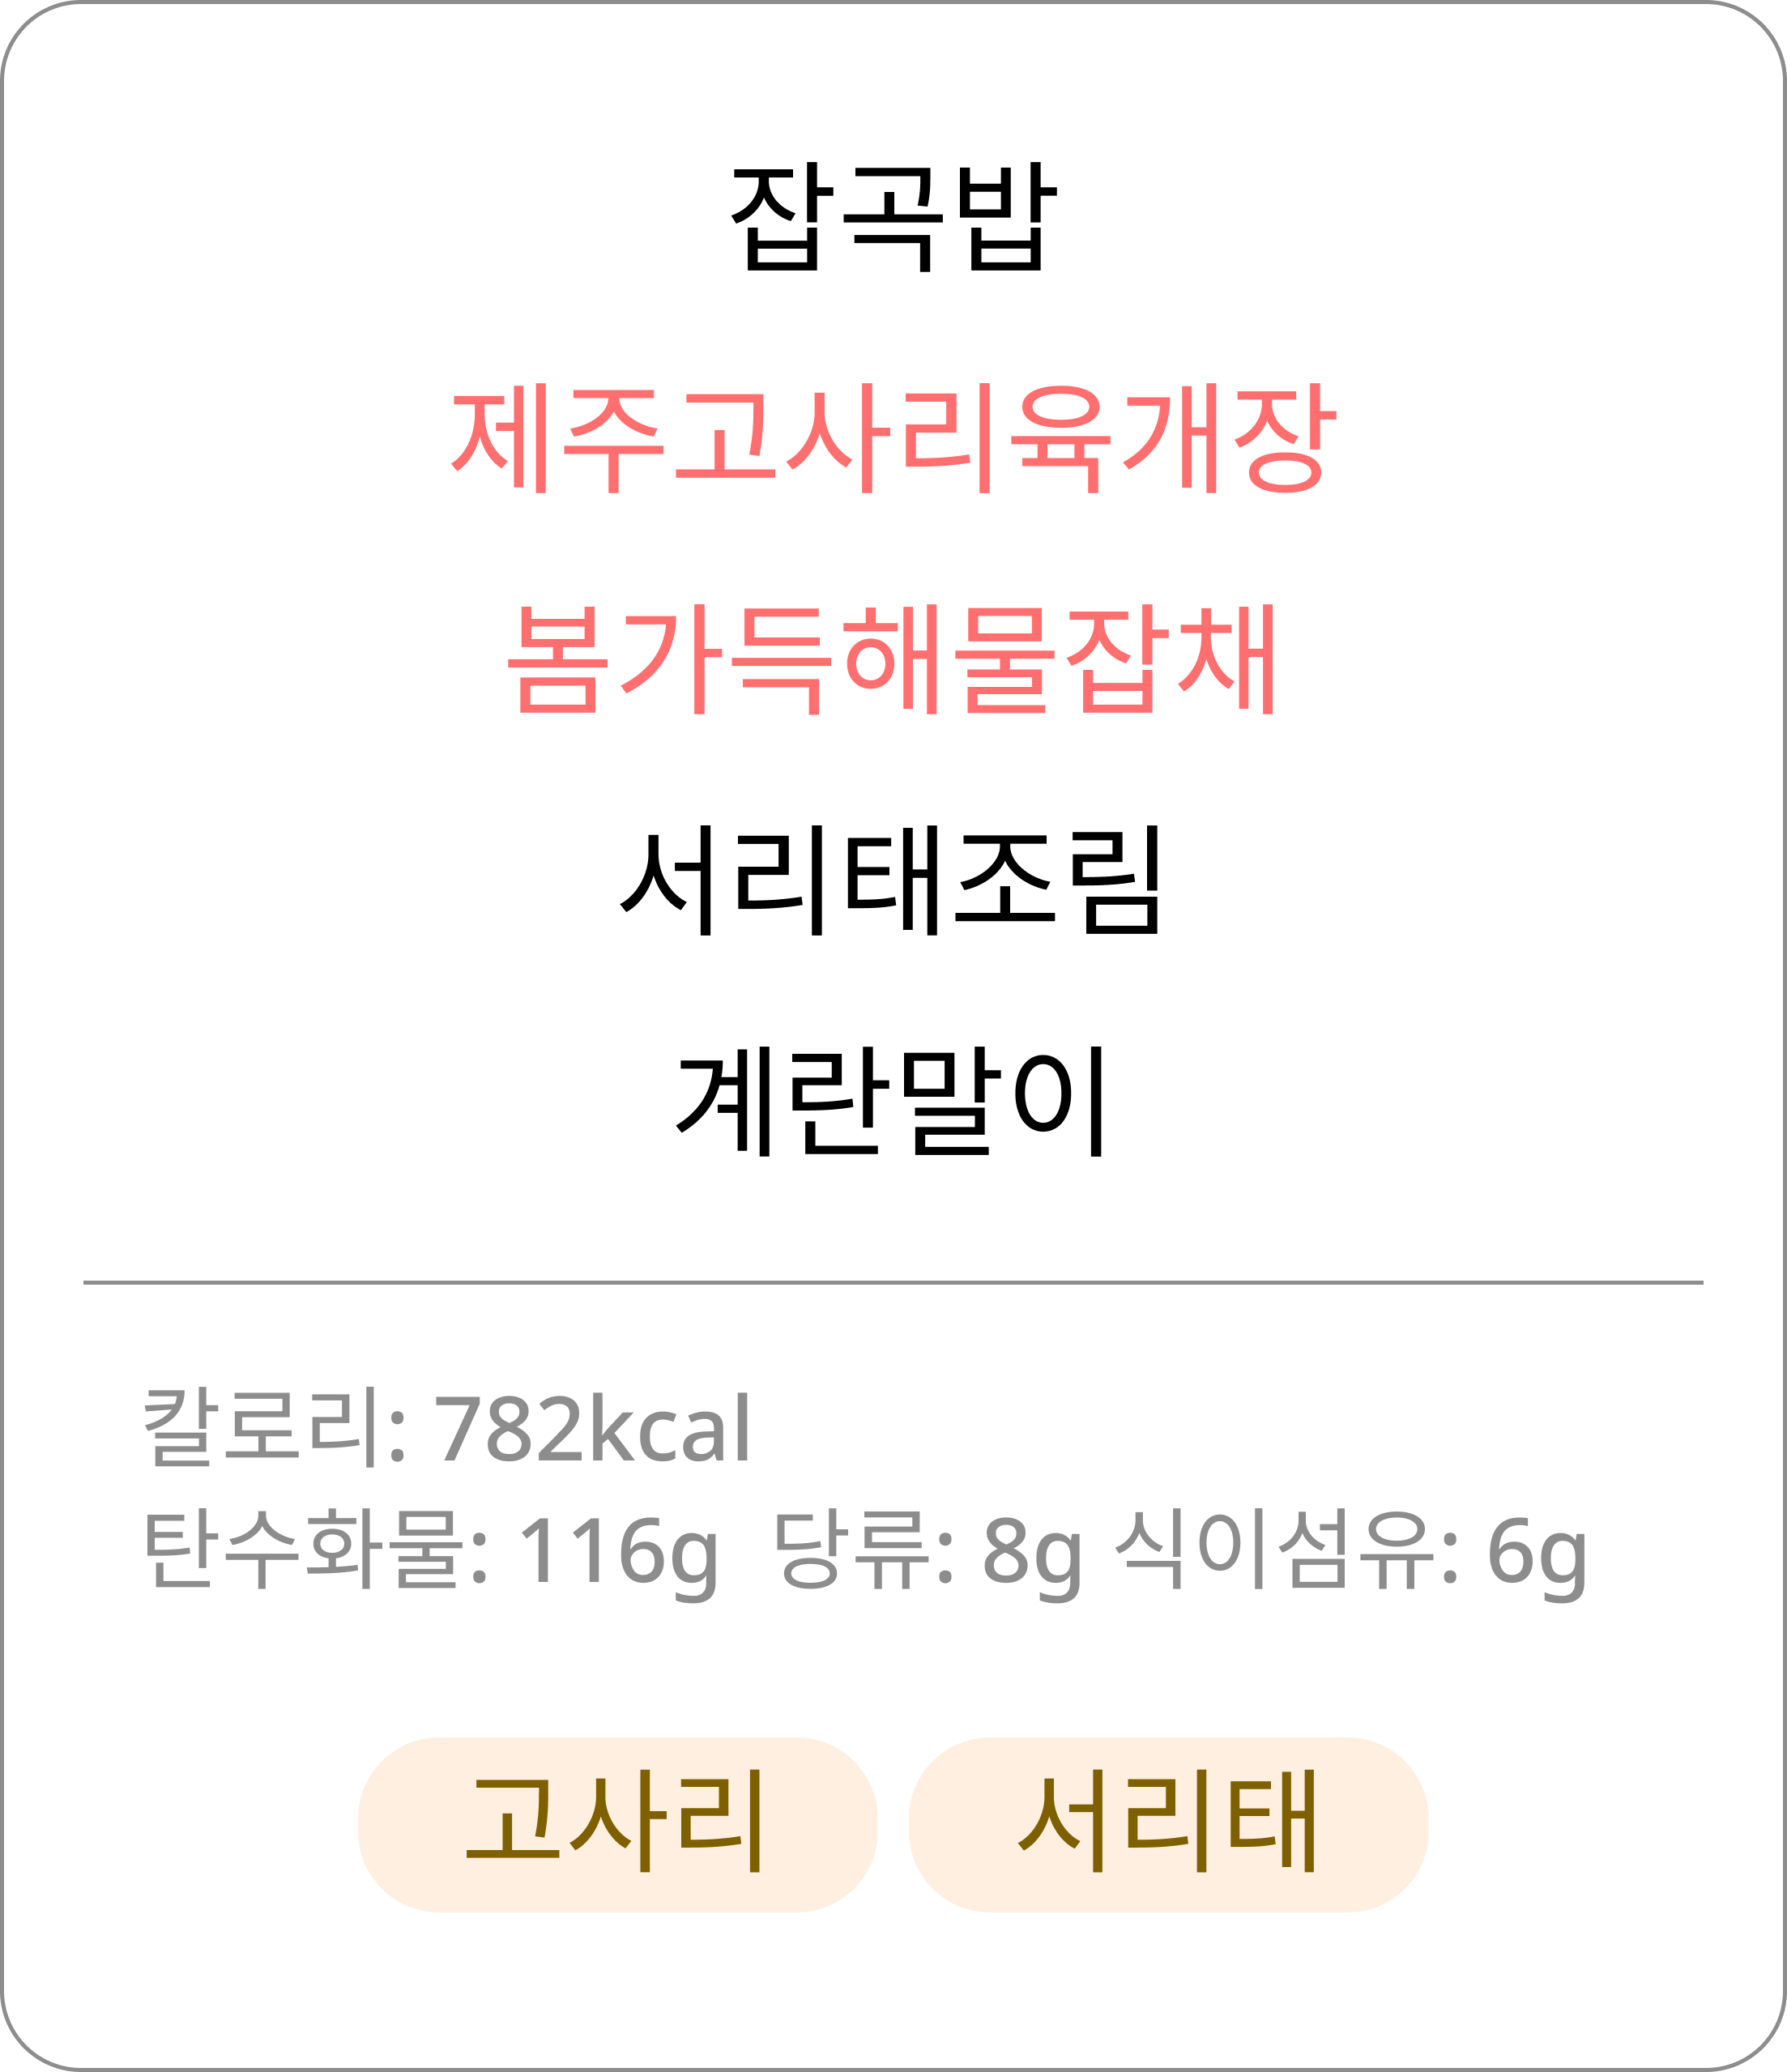 잡곡밥
제주고사리육개장
봄가득해물잡채
서리태조림
계란말이
칼로리: 782kcal
탄수화물: 116g 당류: 8g 식이섬유: 6g
고사리 서리태